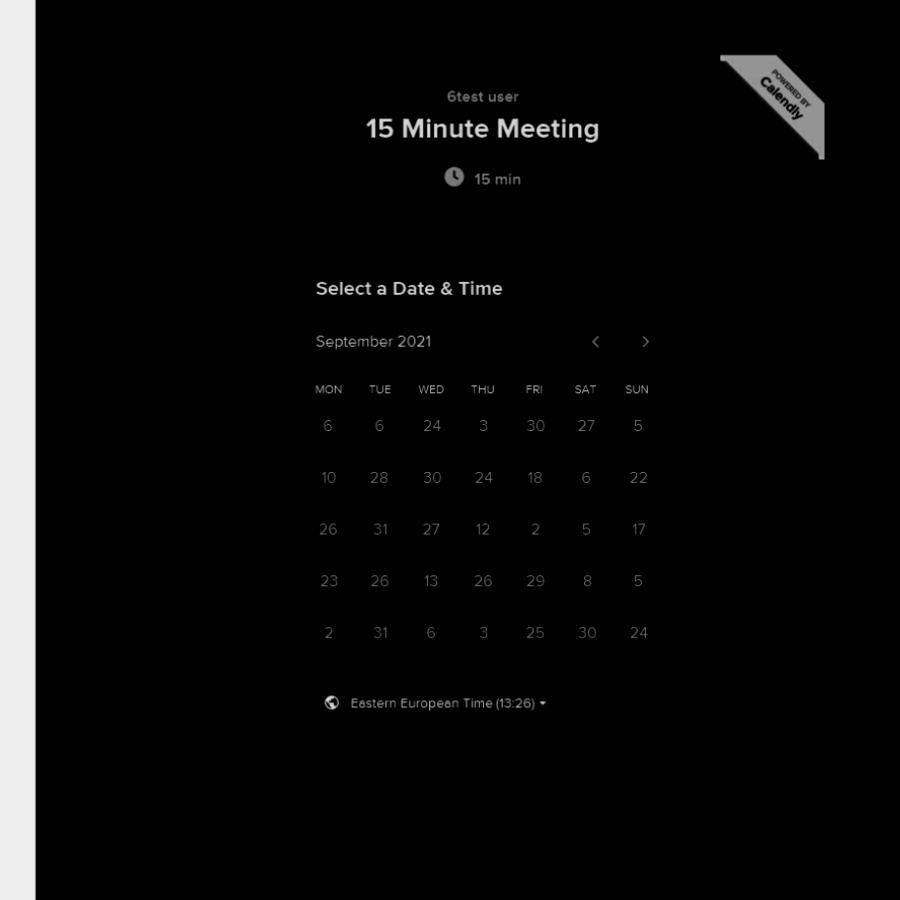 POWERED BY
Calendly
6test user
15 Minute Meeting
15 min
Select a Date & Time
September 2021
MON TUE WED THU FRI SAT SUN
6 6 24 3 30 27 5
10 28 30 24 18 6 22
26 31 27 12 2 5 17
23 26 13 26 29 8 5
2 31 6 3 25 30 24
Eastern European Time (13:26)